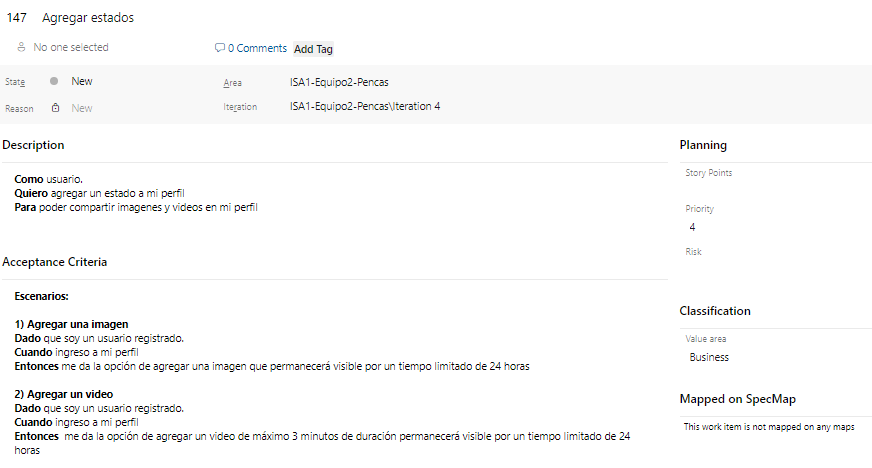 147 Agregar estados
No one selected
0 Comments Add Tag
State New Area ISA1-Equipo2-Pencas
Reason New Iteration ISA1-Equipo2-Pencas\Iteration 4
Description
Como usuario.
Quiero agregar un estado a mi perfil
Para poder compartir imagenes y videos en mi perfil
Acceptance Criteria
Escenarios:
1) Agregar una imagen
Dado que soy un usuario registrado.
Cuando ingreso a mi perfil
Entonces me da la opción de agregar una imagen que permanecerá visible por un tiempo limitado de 24 horas
2) Agregar un video
Dado que soy un usuario registrado.
Cuando ingreso a mi perfil
Entonces me da la opción de agregar un video de máximo 3 minutos de duración permanecerá visible por un tiempo limitado de 24
horas
Planning
Story Points
Priority
4
Risk
Classification
Value area
Business
Mapped on SpecMap
This work item is not mapped on any maps